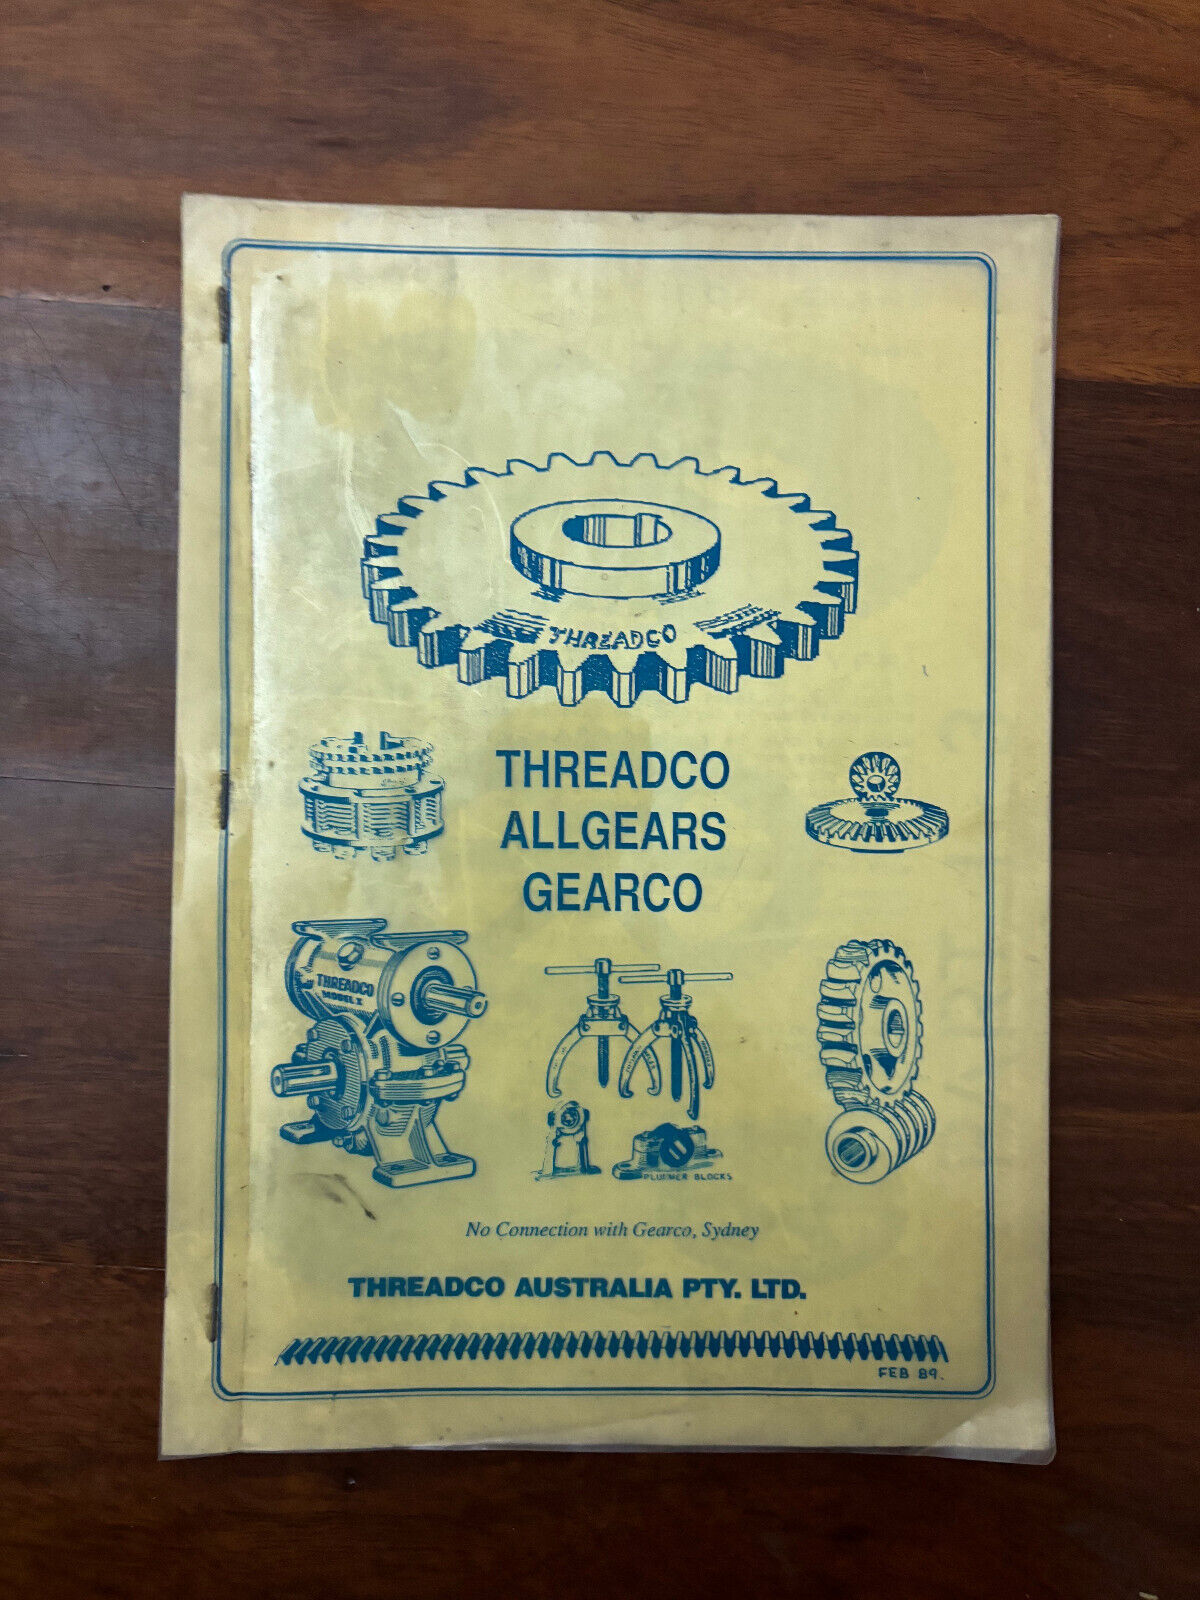 THREADCO
THREADCO
ALLGEARS
GEARCO
THREADCO
MODEL X
PLUMMER BLOCKS
No Connection with Gearco, Sydney
THREADCO AUSTRALIA PTY. LTD.
FEB 89.